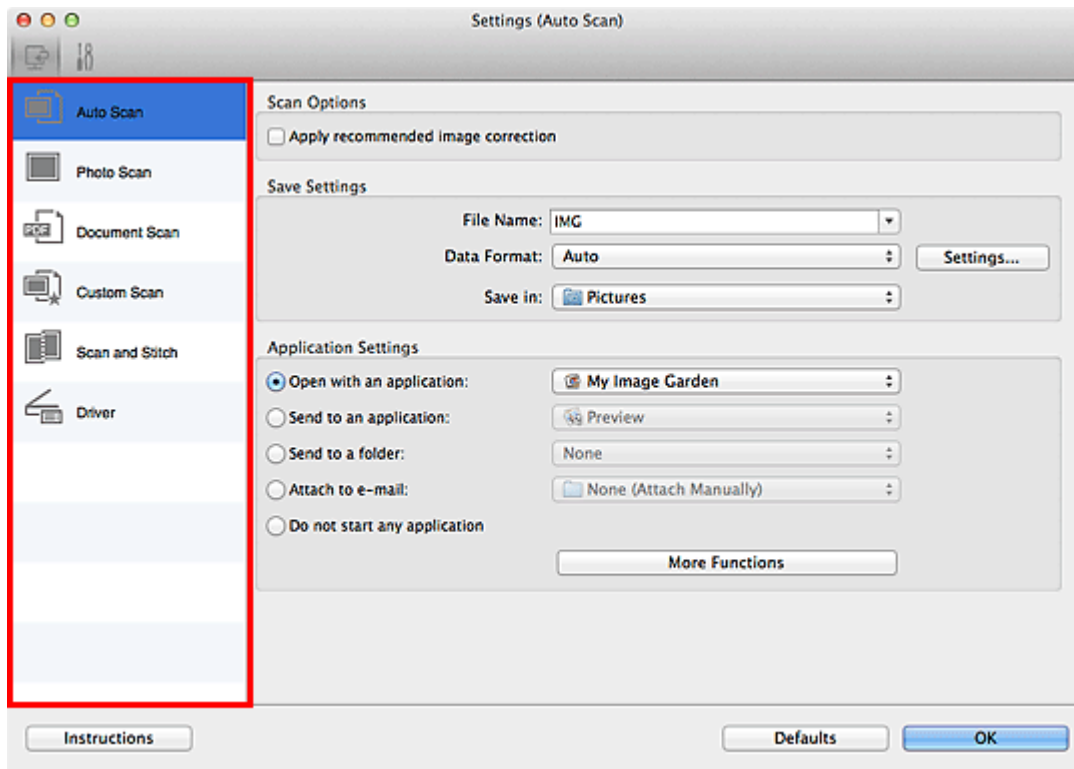 Settings (Auto Scan)
Auto Scan
Photo Scan
PDF
Document Scan
Custom Scan
Scan and Stitch
Driver
Scan Options
Apply recommended image correction
Save Settings
File Name: IMG
Data Format: Auto Settings...
Save in: Pictures
Application Settings
Open with an application: My Image Garden
Send to an application: Preview
Send to a folder: None
Attach to e-mail: None (Attach Manually)
Do not start any application
More Functions
Instructions Defaults OK